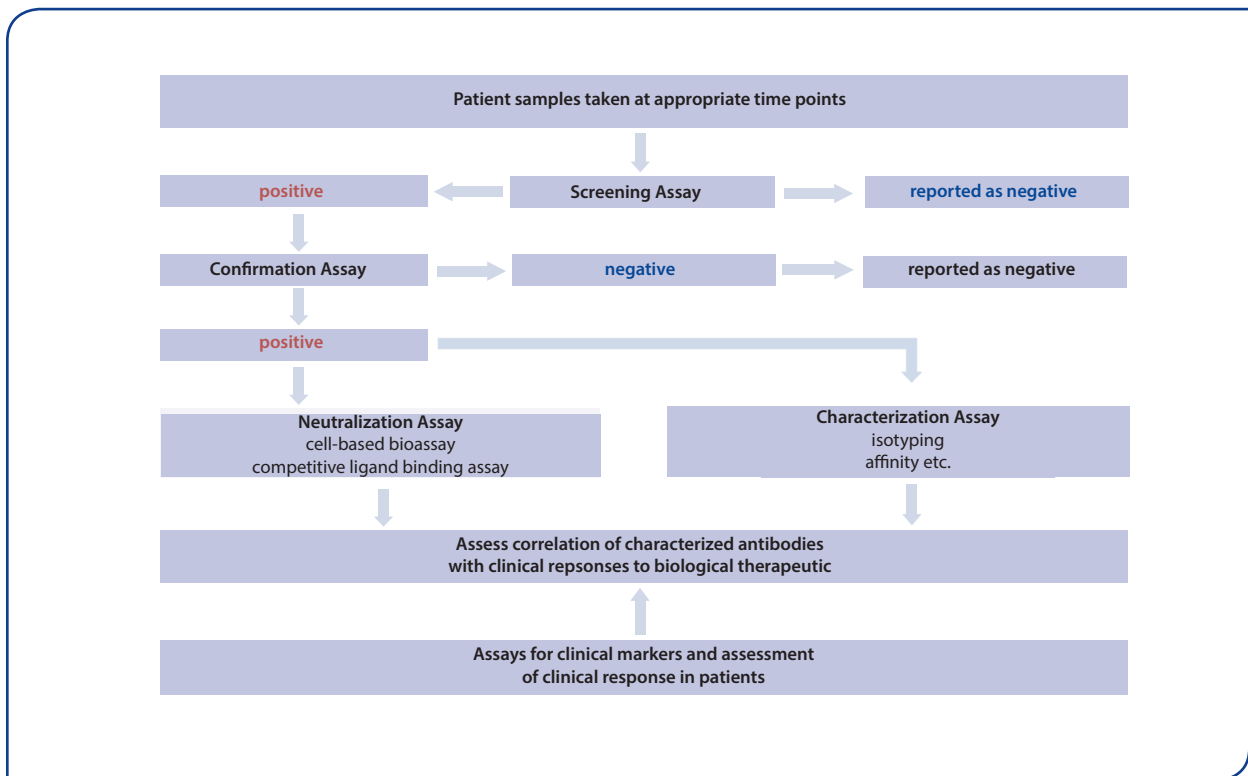 Patient samples taken at appropriate time points
positive
Screening Assay
reported as negative
Confirmation Assay
negative
reported as negative
positive
Neutralization Assay
cell-based bioassay
competitive ligand binding assay
Characterization Assay
isotyping
affinity etc.
Assess correlation of characterized antibodies
with clinical repsonses to biological therapeutic
Assays for clinical markers and assessment
of clinical response in patients